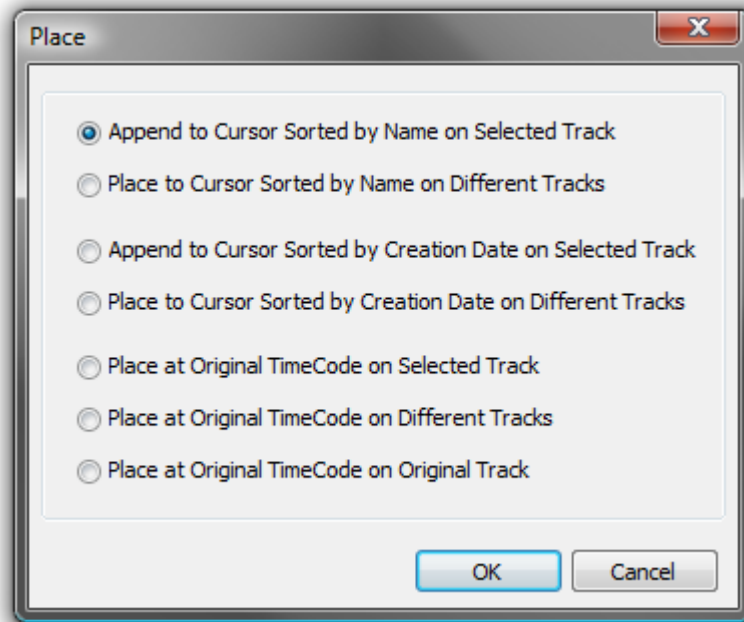 Place
Append to Cursor Sorted by Name on Selected Track
Place to Cursor Sorted by Name on Different Tracks
Append to Cursor Sorted by Creation Date on Selected Track
Place to Cursor Sorted by Creation Date on Different Tracks
Place at Original TimeCode on Selected Track
Place at Original TimeCode on Different Tracks
Place at Original TimeCode on Original Track
OK
Cancel